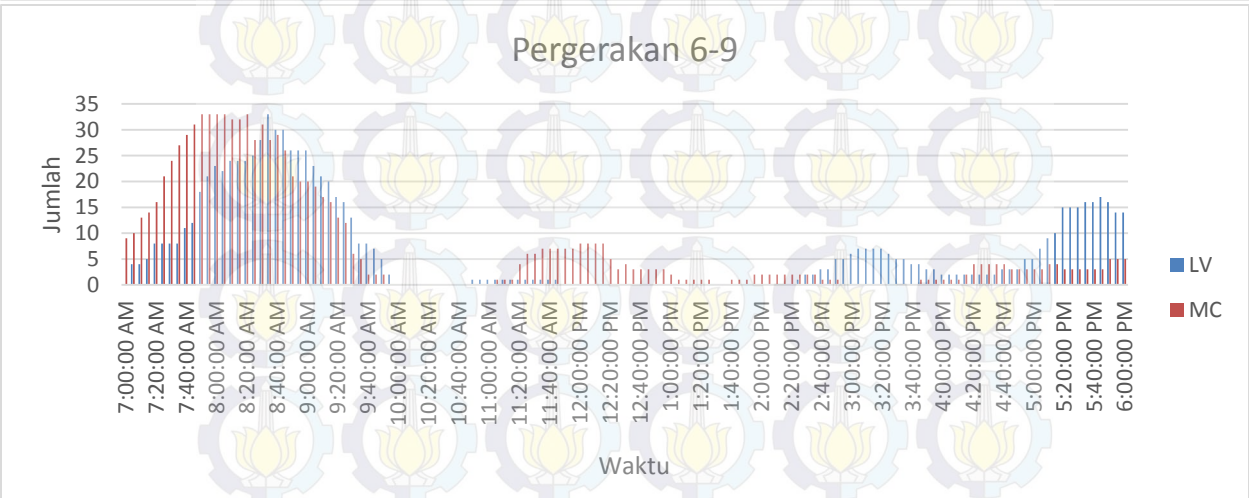 Pergerakan 6-9
Jumlah
35
30
25
20
15
10
5
0
7:00:00 AM
7:20:00 AM
7:40:00 AM
8:00:00 AM
8:20:00 AM
8:40:00 AM
9:00:00 AM
9:20:00 AM
9:40:00 AM
10:00:00 AM
10:20:00 AM
10:40:00 AM
11:00:00 AM
11:20:00 AM
11:40:00 AM
12:00:00 PM
12:20:00 PM
12:40:00 PM
1:00:00 PM
1:20:00 PM
1:40:00 PM
2:00:00 PM
2:20:00 PM
2:40:00 PM
3:00:00 PM
3:20:00 PM
3:40:00 PM
4:00:00 PM
4:20:00 PM
4:40:00 PM
5:00:00 PM
5:20:00 PM
5:40:00 PM
6:00:00 PM
Waktu
LV
MC